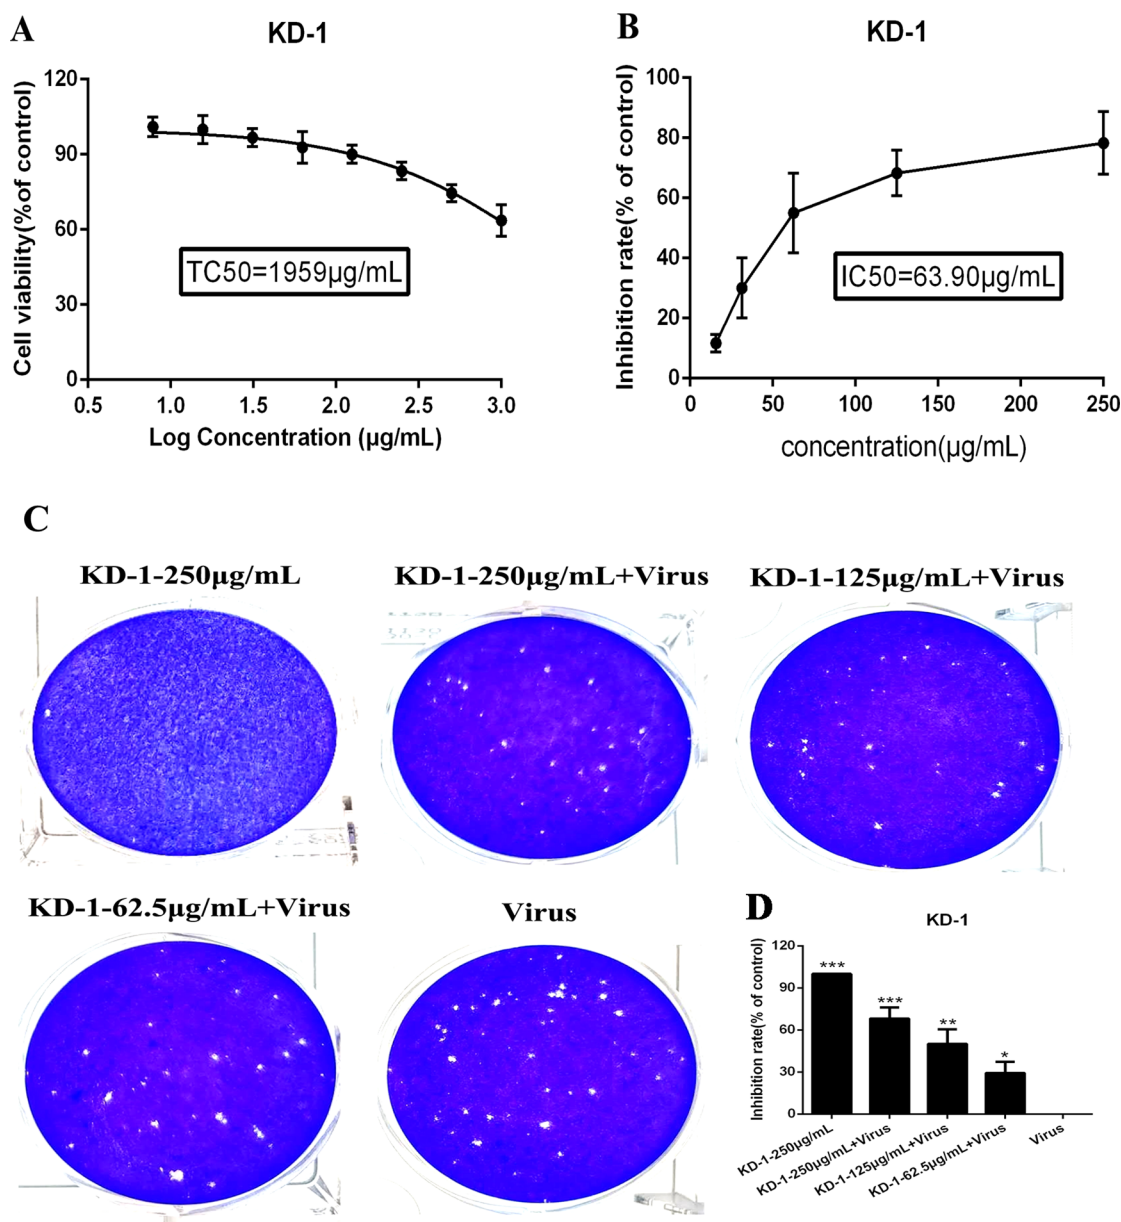 A
KD-1
Cell viability(%of control)
120
90
60
30
0
TC50=1959µg/mL
0.5 1.0 1.5 2.0 2.5 3.0
Log Concentration (µg/mL)
B
KD-1
Inhibition rate(% of control)
100
80
60
40
20
0
IC50=63.90µg/mL
0 50 100 150 200 250
concentration(µg/mL)
C
KD-1-250µg/mL
KD-1-250µg/mL+Virus
KD-1-125µg/mL+Virus
KD-1-62.5µg/mL+Virus
Virus
D
KD-1
Inhibition rate(% of control)
120
90
60
30
0
***
***
**
*
KD-1-250µg/mL
KD-1-250µg/mL+Virus
KD-1-125µg/mL+Virus
KD-1-62.5µg/mL+Virus
Virus